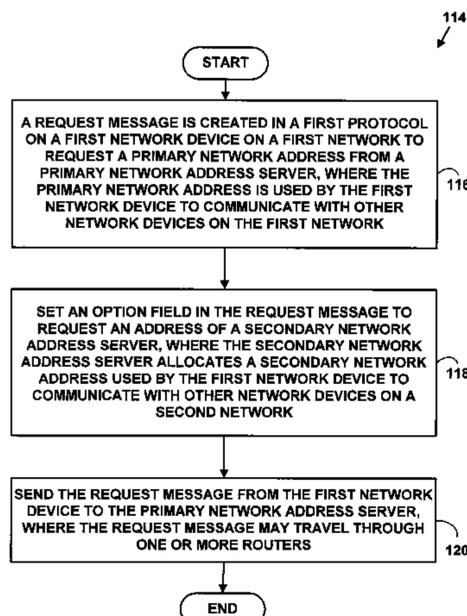 114
START
A REQUEST MESSAGE IS CREATED IN A FIRST PROTOCOL
ON A FIRST NETWORK DEVICE ON A FIRST NETWORK TO
REQUEST A PRIMARY NETWORK ADDRESS FROM A
PRIMARY NETWORK ADDRESS SERVER, WHERE THE
PRIMARY NETWORK ADDRESS IS USED BY THE FIRST
NETWORK DEVICE TO COMMUNICATE WITH OTHER
NETWORK DEVICES ON THE FIRST NETWORK
116
SET AN OPTION FIELD IN THE REQUEST MESSAGE TO
REQUEST AN ADDRESS OF A SECONDARY NETWORK
ADDRESS SERVER, WHERE THE SECONDARY NETWORK
ADDRESS SERVER ALLOCATES A SECONDARY NETWORK
ADDRESS USED BY THE FIRST NETWORK DEVICE TO
COMMUNICATE WITH OTHER NETWORK DEVICES ON A
SECOND NETWORK
118
SEND THE REQUEST MESSAGE FROM THE FIRST NETWORK
DEVICE TO THE PRIMARY NETWORK ADDRESS SERVER,
WHERE THE REQUEST MESSAGE MAY TRAVEL THROUGH
ONE OR MORE ROUTERS
120
END